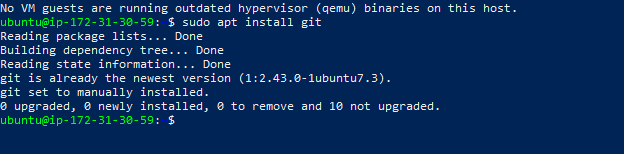 No VM guests are running outdated hypervisor (qemu) binaries on this host.
ubuntu@ip-172-31-30-59:~$ sudo apt install git
Reading package lists... Done
Building dependency tree... Done
Reading state information... Done
git is already the newest version (1:2.43.0-1ubuntu7.3).
git set to manually installed.
0 upgraded, 0 newly installed, 0 to remove and 10 not upgraded.
ubuntu@ip-172-31-30-59:~$